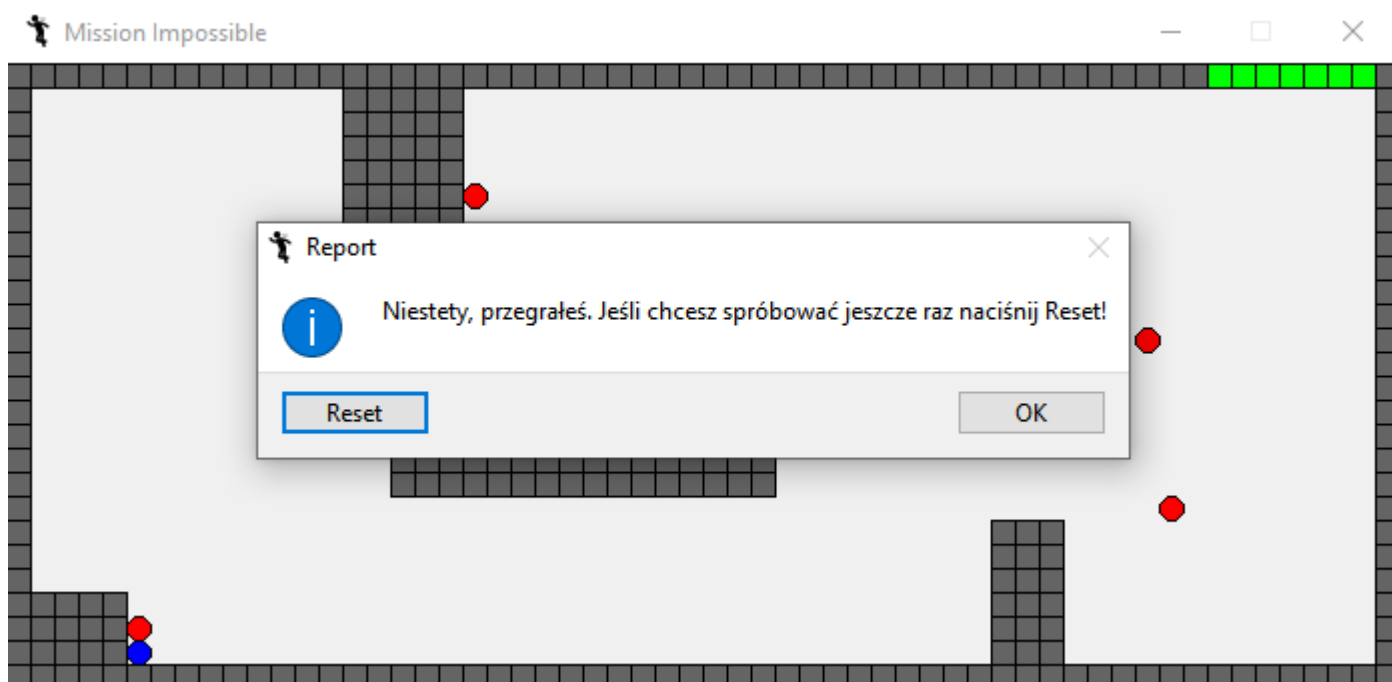 Mission Impossible
Report
Niestety, przegrałeś. Jeśli chcesz spróbować jeszcze raz naciśnij Reset!
Reset
OK